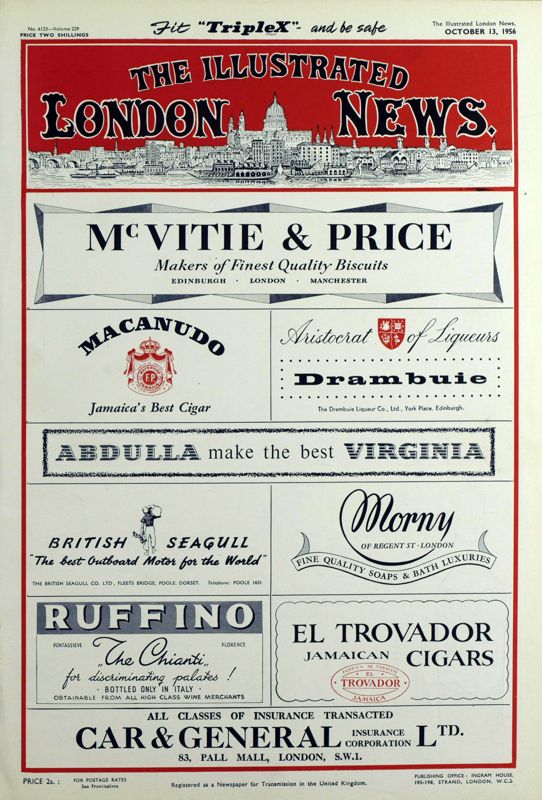 No. 6123—Volume 229
PRICE TWO SHILLINGS
Fit "TripleX"- and be safe
The Illustrated London News,
OCTOBER 13, 1956
THE ILLUSTRATED
LONDON NEWS.
McVITIE & PRICE
Makers of Finest Quality Biscuits
EDINBURGH · LONDON · MANCHESTER
MACANUDO
F.P.
Jamaica's Best Cigar
Aristocrat of Liqueurs
Drambuie
The Drambuie Liqueur Co., Ltd., York Place, Edinburgh.
ABDULLA make the best VIRGINIA
BRITISH SEAGULL
"The best Outboard Motor for the World"
THE BRITISH SEAGULL CO. LTD., FLEETS BRIDGE, POOLE, DORSET. Telephone: POOLE 1651
Morny
OF REGENT ST · LONDON
FINE QUALITY SOAPS & BATH LUXURIES
RUFFINO
PONTASSIEVE FLORENCE
"The Chianti"
for discriminating palates !
· BOTTLED ONLY IN ITALY ·
OBTAINABLE FROM ALL HIGH CLASS WINE MERCHANTS
EL TROVADOR
JAMAICAN CIGARS
FABRICA DE TABACOS
EL
TROVADOR
JAMAICA
ALL CLASSES OF INSURANCE TRANSACTED
CAR & GENERAL INSURANCE CORPORATION LTD.
83, PALL MALL, LONDON, S.W.1.
PRICE 2s. :
FOR POSTAGE RATES
See Frontispiece.
Registered as a Newspaper for Transmission in the United Kingdom.
PUBLISHING OFFICE : INGRAM HOUSE,
195-198, STRAND, LONDON, W.C.2.